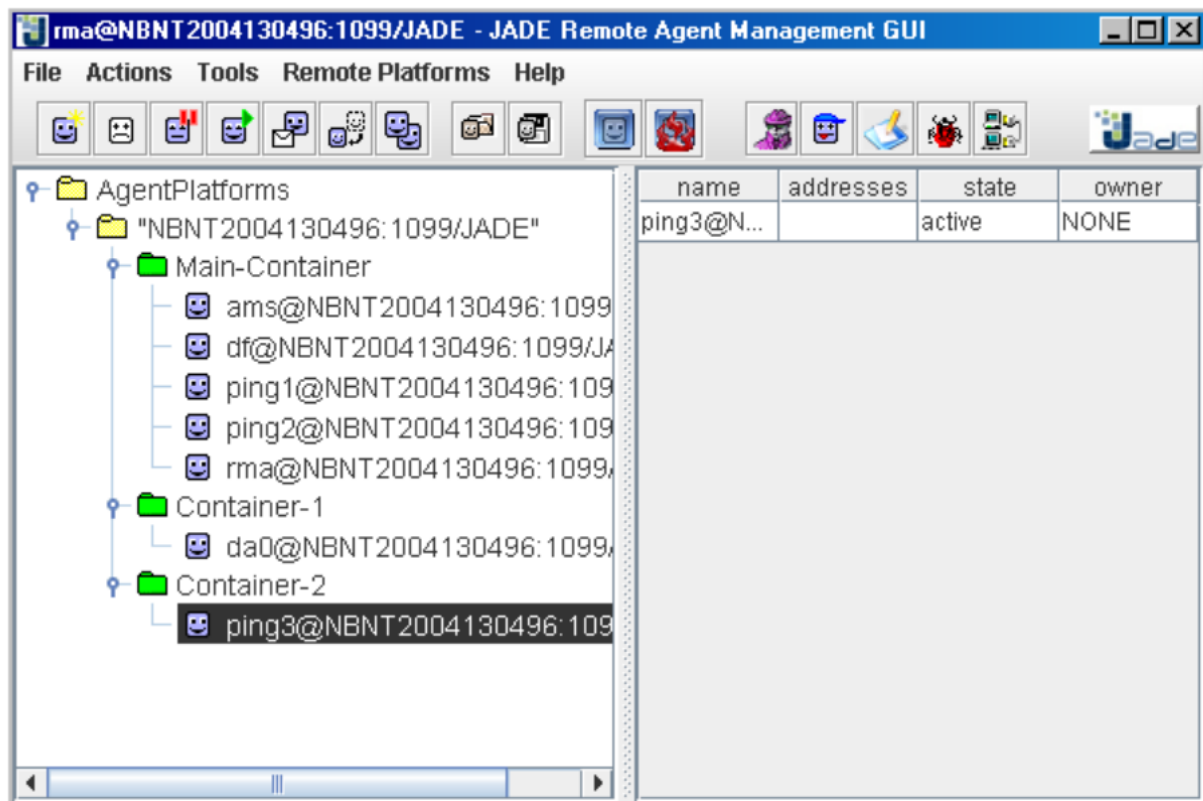 rma@NBNT2004130496:1099/JADE - JADE Remote Agent Management GUI
File Actions Tools Remote Platforms Help
Jade
AgentPlatforms
"NBNT2004130496:1099/JADE"
Main-Container
ams@NBNT2004130496:1099
df@NBNT2004130496:1099/JA
ping1@NBNT2004130496:109
ping2@NBNT2004130496:109
rma@NBNT2004130496:1099/
Container-1
da0@NBNT2004130496:1099/
Container-2
ping3@NBNT2004130496:109
name addresses state owner
ping3@N... active NONE